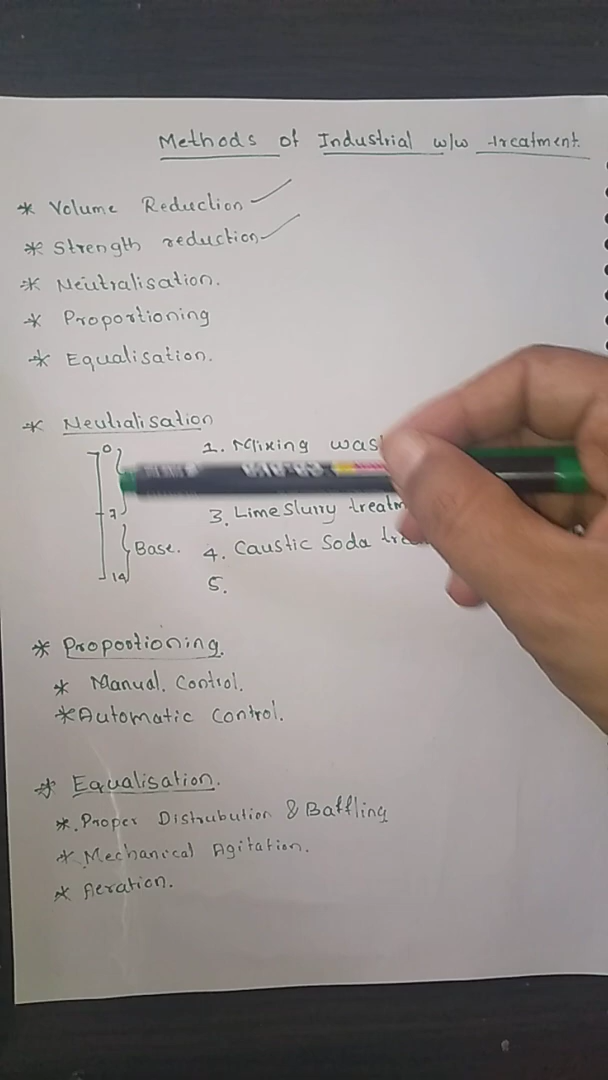 Methods of Industrial w/w treatment.
* Volume Reduction
* Strength reduction
* Neutralisation.
* Proportioning
* Equalisation.
* Neutralisation
0
7
14
Base.
1. Mixing
3. Lime slurry
4. Caustic Soda
5.
* Proportioning.
* Manual. Control.
* Automatic Control.
* Equalisation.
*. Proper Distrubution & Baffling
* Mechanical Agitation.
* Aeration.